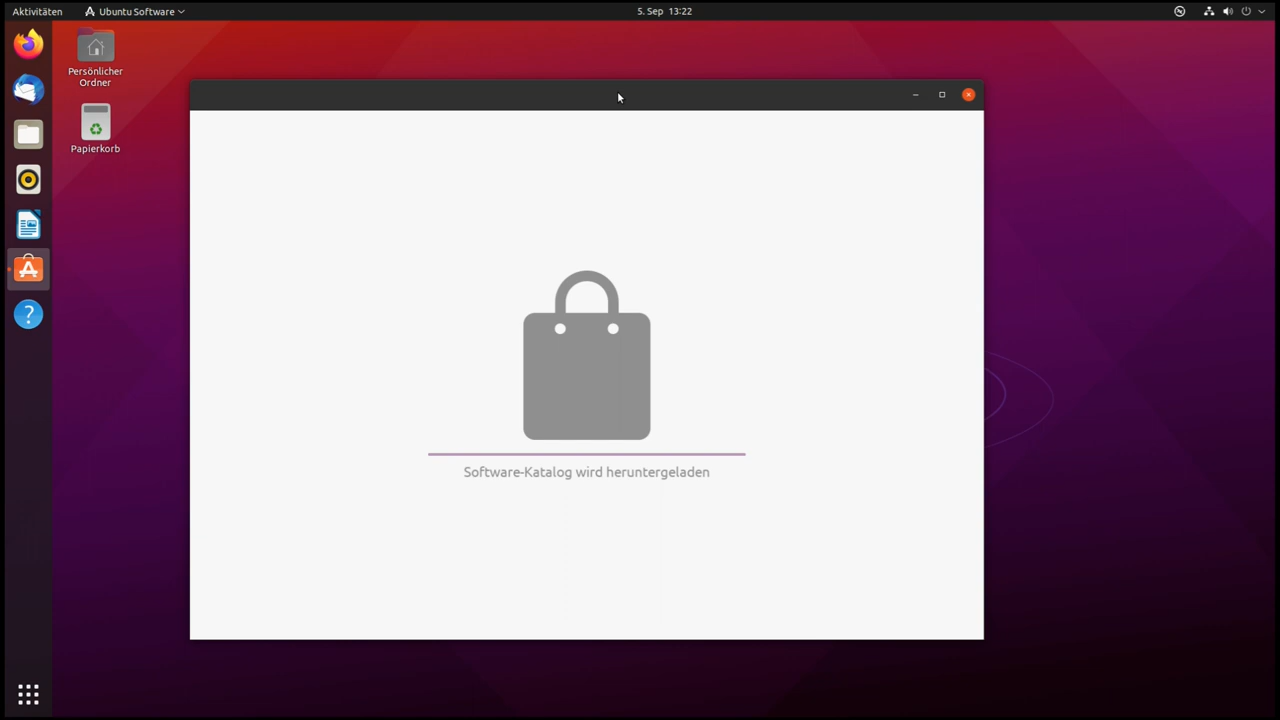 Aktivitäten
Ubuntu Software
5. Sep 13:22
Persönlicher
Ordner
Papierkorb
Software-Katalog wird heruntergeladen